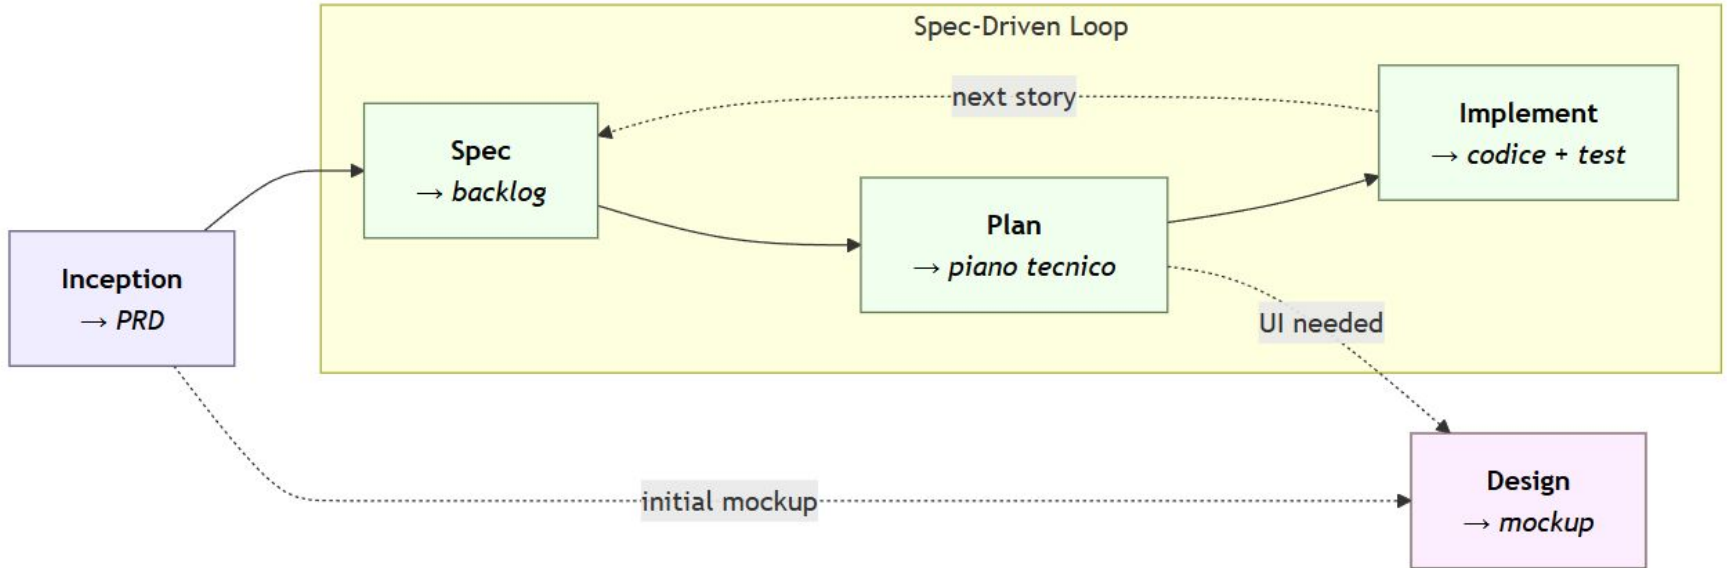 Spec-Driven Loop
next story
Implement
→ codice + test
Spec
→ backlog
Plan
→ piano tecnico
Inception
→ PRD
UI needed
initial mockup
Design
→ mockup